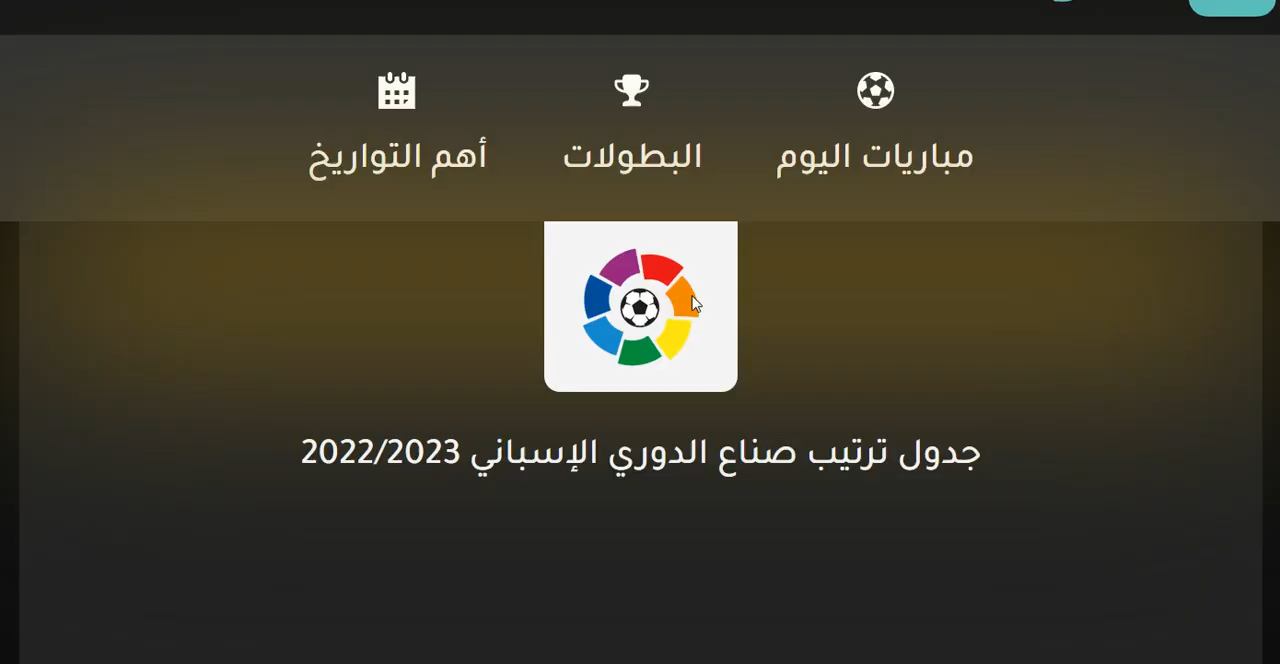 مباريات اليوم
البطولات
أهم التواريخ
جدول ترتيب صناع الدوري الإسباني 2022/2023